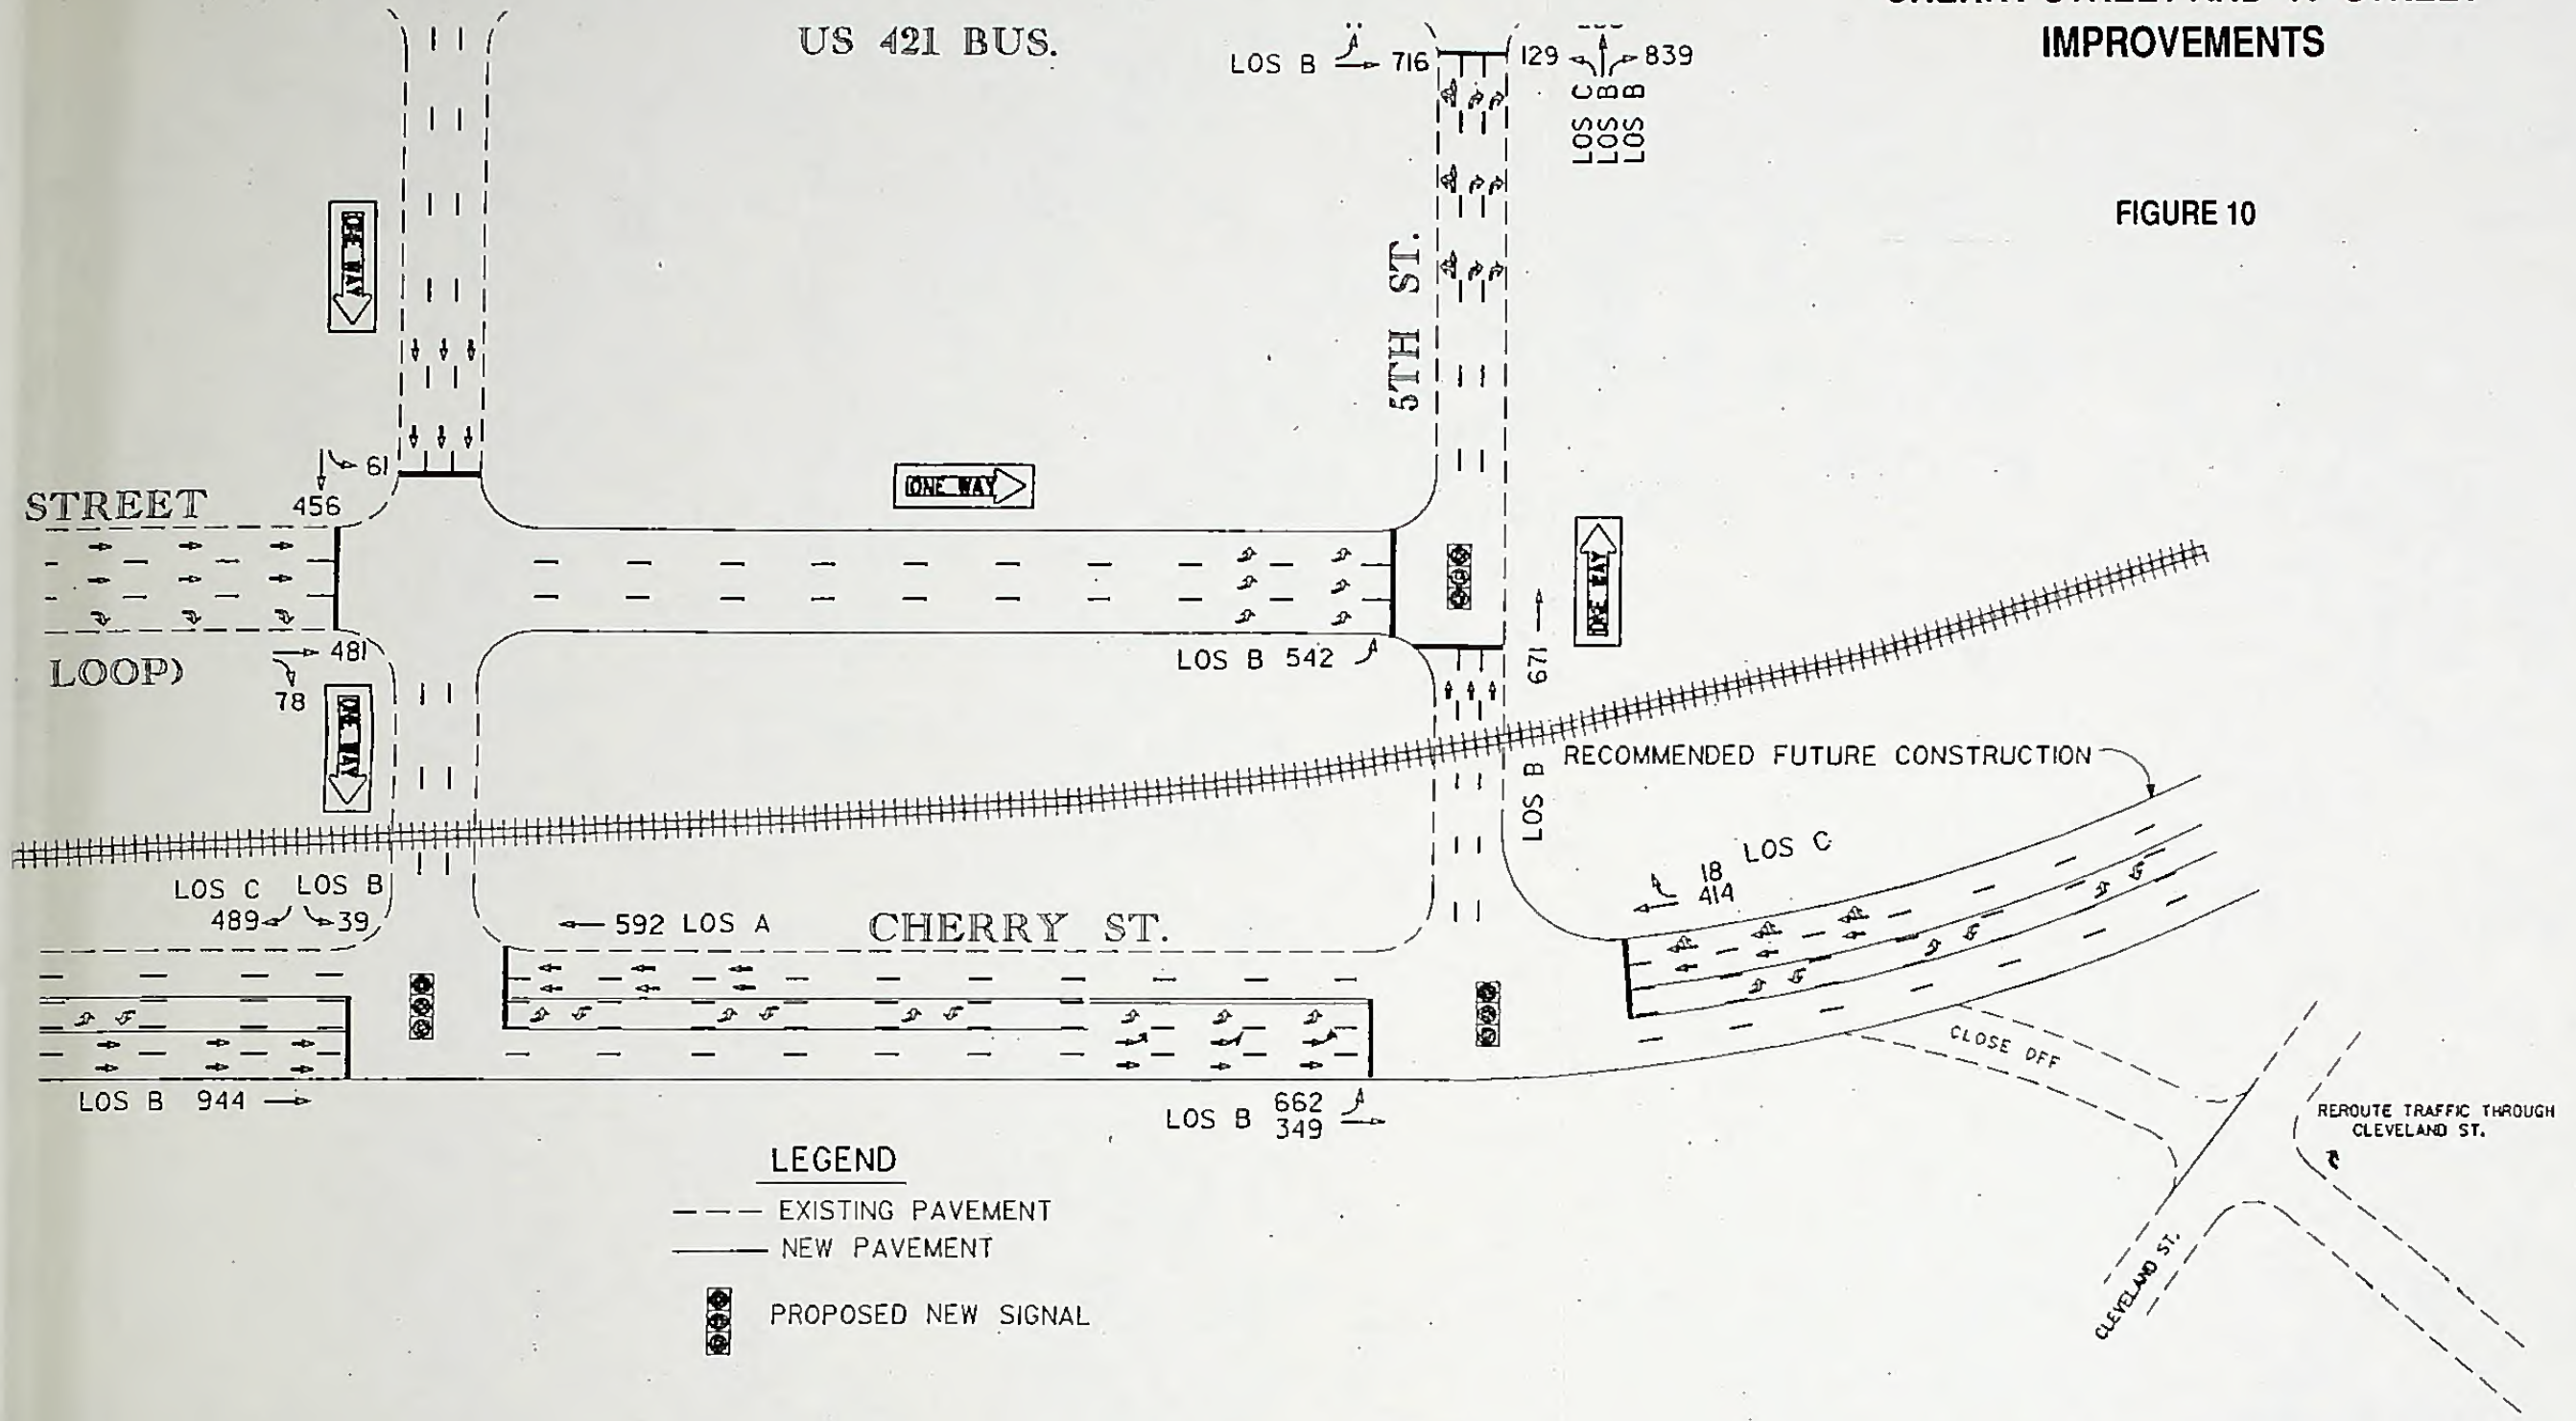 IMPROVEMENTS
FIGURE 10
US 421 BUS.
LOS B 716
129 839
LOS C
LOS B
LOS B
ONE WAY
5TH ST.
61
456
STREET
ONE WAY
481
LOOP)
78
ONE WAY
LOS B 542
671
LOS B
ONE WAY
RECOMMENDED FUTURE CONSTRUCTION
LOS C LOS B
489 39
592 LOS A
CHERRY ST.
18 LOS C
414
LOS B 944
662
LOS B 349
CLOSE OFF
REROUTE TRAFFIC THROUGH
CLEVELAND ST.
CLEVELAND ST.
LEGEND
EXISTING PAVEMENT
NEW PAVEMENT
PROPOSED NEW SIGNAL